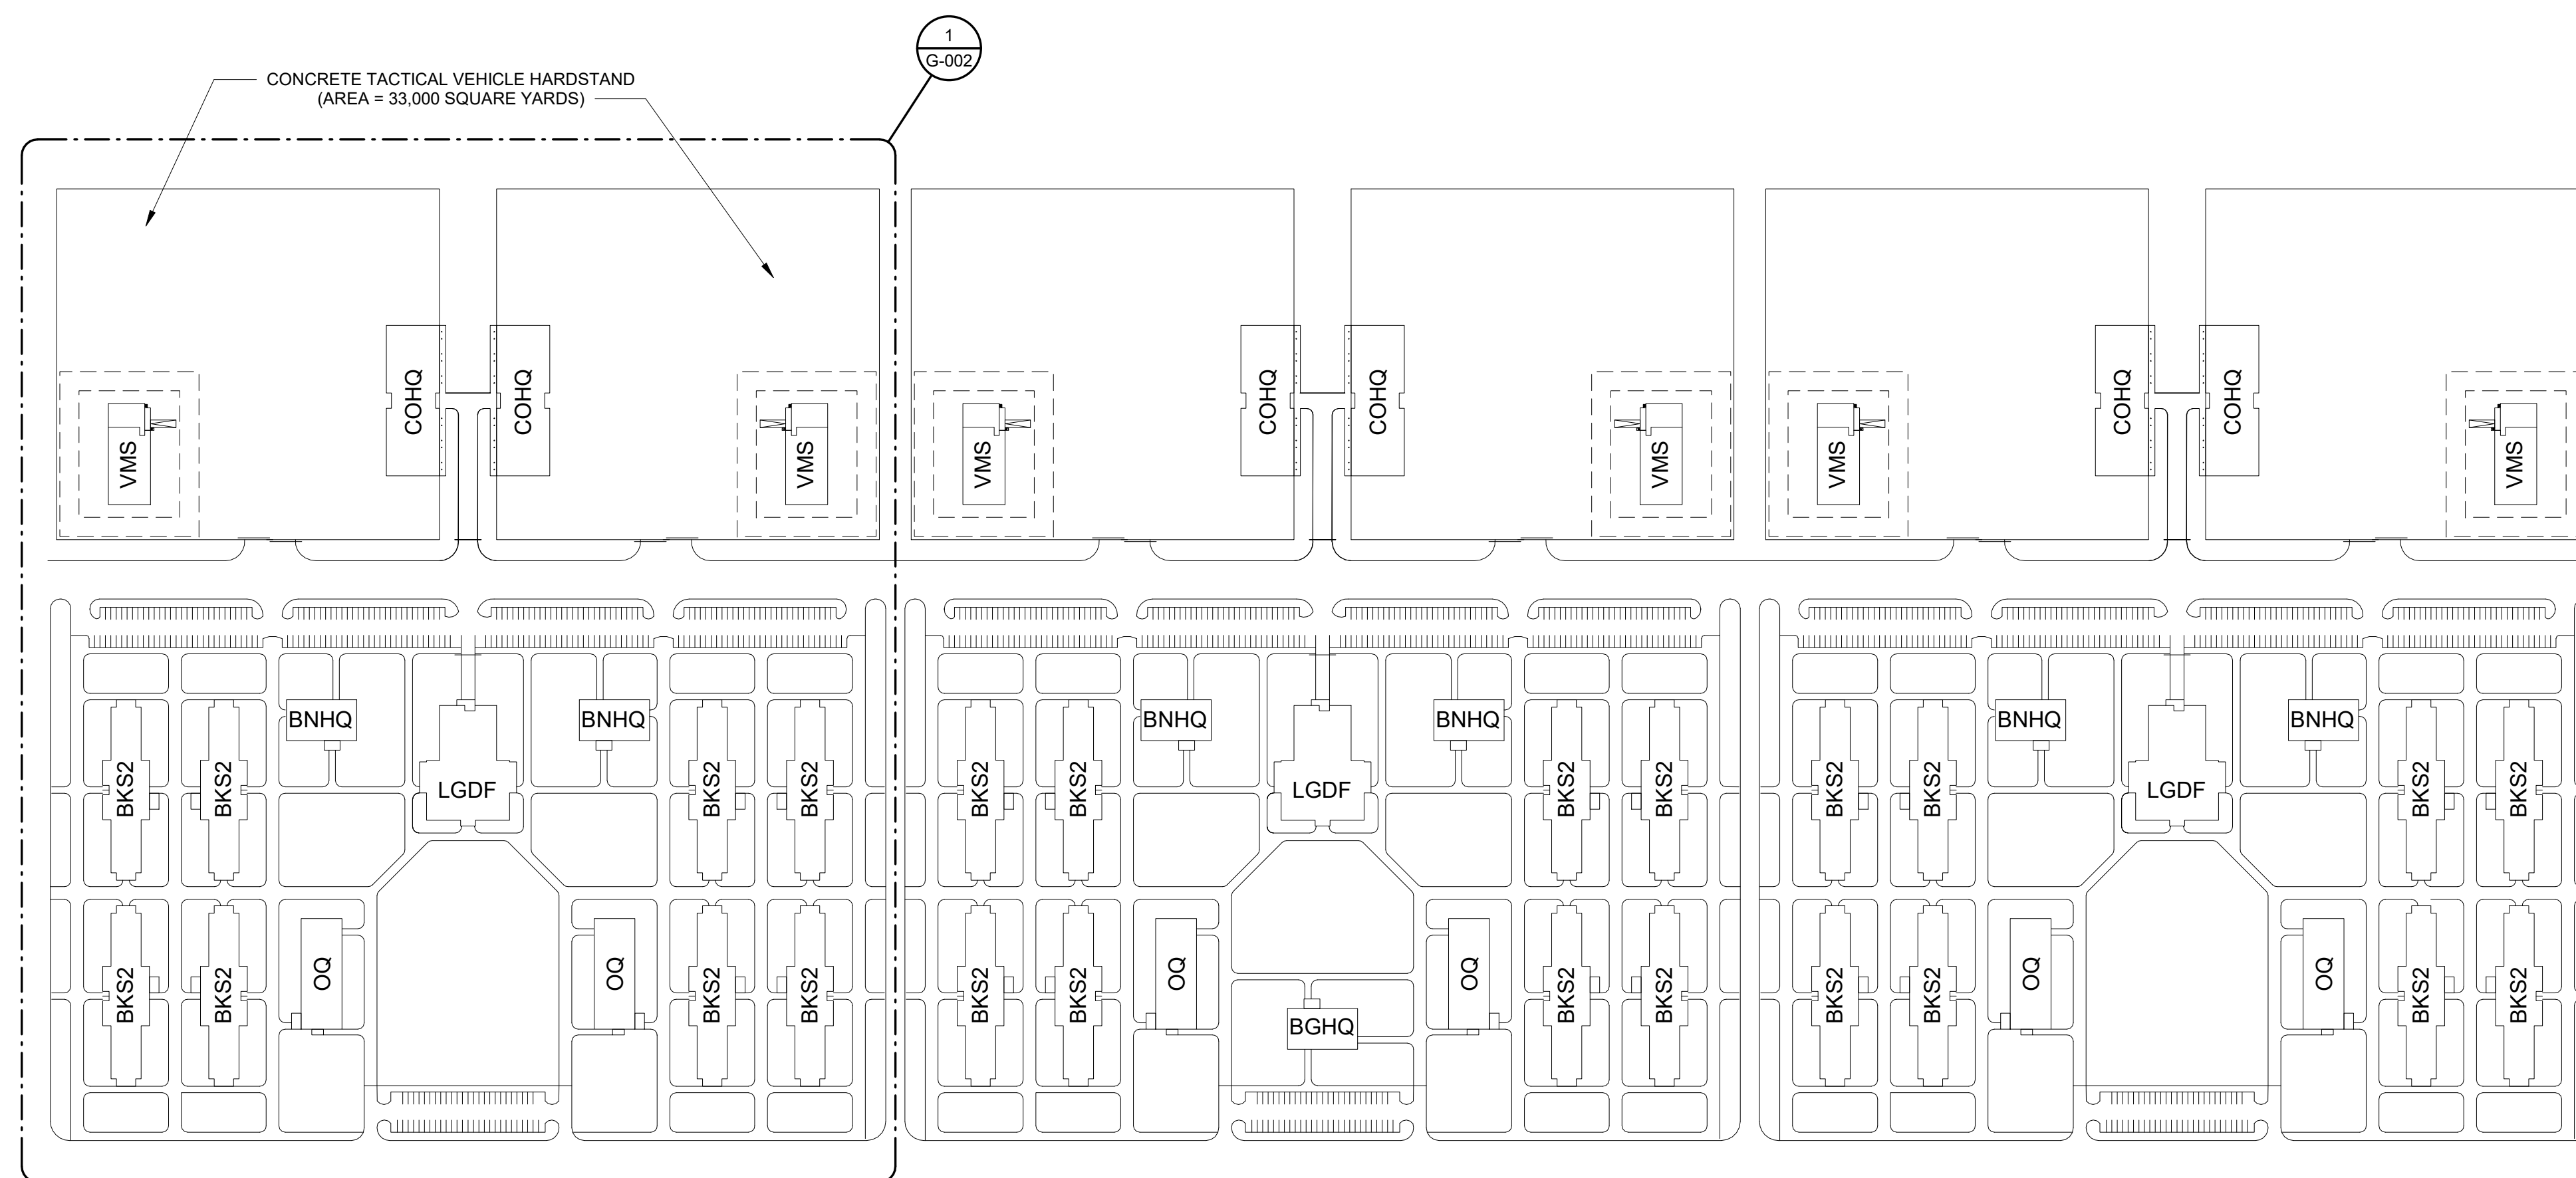 1
G-002
CONCRETE TACTICAL VEHICLE HARDSTAND
(AREA = 33,000 SQUARE YARDS)
COHQ
COHQ
COHQ
COHQ
COHQ
COHQ
VMS
VMS
VMS
VMS
VMS
VMS
BNHQ
BNHQ
BNHQ
BNHQ
BNHQ
BNHQ
BKS2
BKS2
LGDF
BKS2
BKS2
BKS2
BKS2
LGDF
BKS2
BKS2
BKS2
BKS2
LGDF
BKS2
BKS2
BKS2
BKS2
OQ
OQ
BKS2
BKS2
BKS2
BKS2
OQ
OQ
BKS2
BKS2
BKS2
BKS2
OQ
OQ
BKS2
BKS2
BGHQ